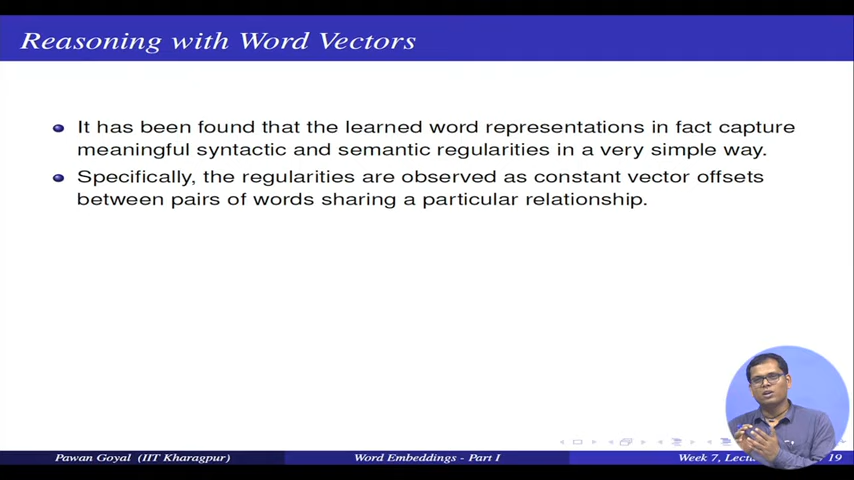 Reasoning with Word Vectors
It has been found that the learned word representations in fact capture
meaningful syntactic and semantic regularities in a very simple way.
Specifically, the regularities are observed as constant vector offsets
between pairs of words sharing a particular relationship.
Pawan Goyal (IIT Kharagpur) Word Embeddings - Part I Week 7, 19